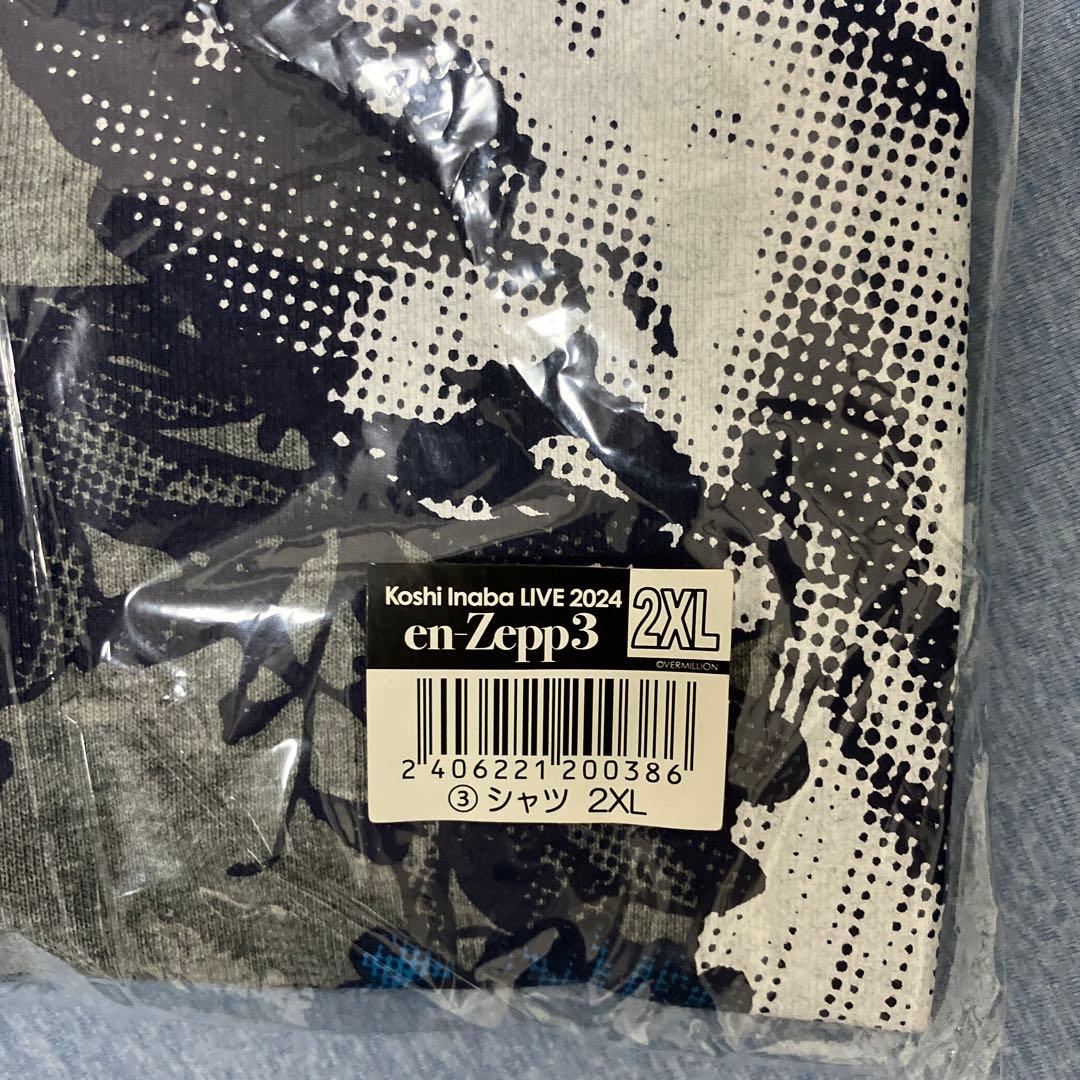 Koshi Inaba LIVE 2024
en-Zepp3
2XL
©VERMILLION
2 406221 200386
③ シャツ 2XL